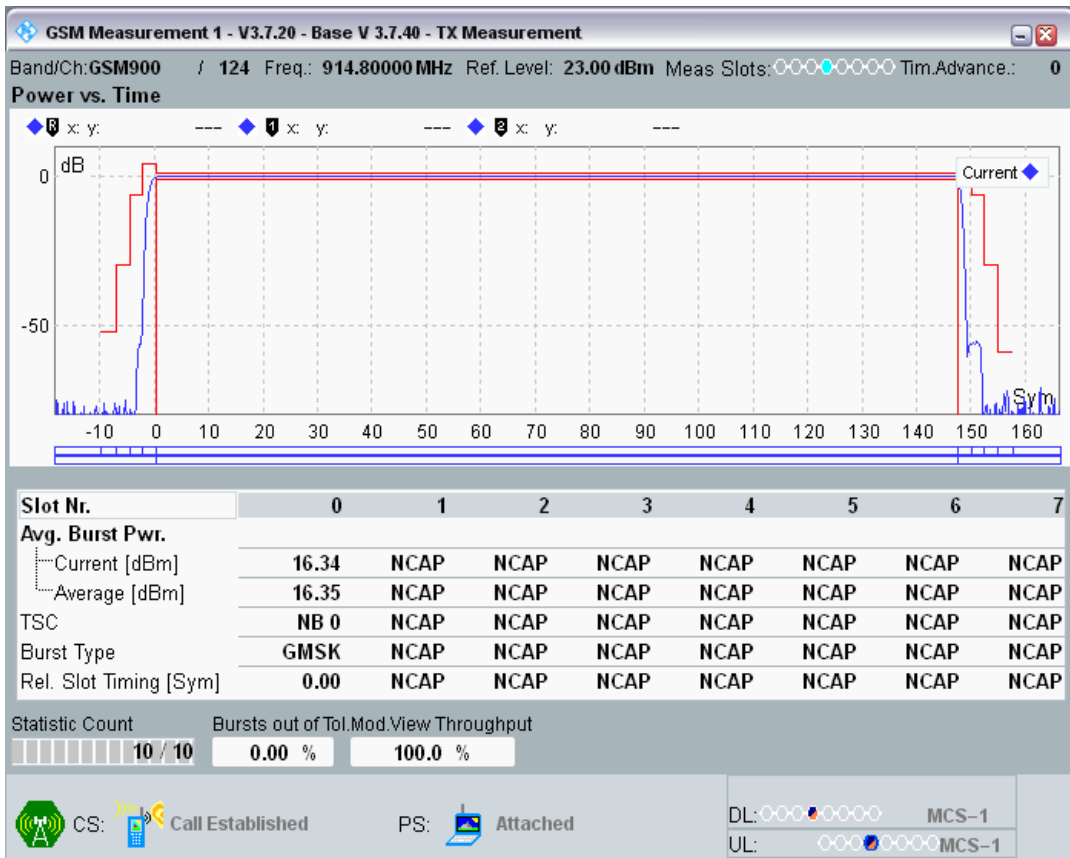 GSM Measurement 1 - V3.7.20 - Base V 3.7.40 - TX Measurement
Band/Ch:GSM900 / 124 Freq.: 914.80000 MHz Ref. Level: 23.00 dBm Meas Slots: Tim.Advance.: 0
Power vs. Time
R x: y: --- 1 x: y: --- 2 x: y: ---
dB
Current
0
-50
Sym
-10 0 10 20 30 40 50 60 70 80 90 100 110 120 130 140 150 160
Slot Nr. 0 1 2 3 4 5 6 7
Avg. Burst Pwr.
Current [dBm] 16.34 NCAP NCAP NCAP NCAP NCAP NCAP NCAP
Average [dBm] 16.35 NCAP NCAP NCAP NCAP NCAP NCAP NCAP
TSC NB 0 NCAP NCAP NCAP NCAP NCAP NCAP NCAP
Burst Type GMSK NCAP NCAP NCAP NCAP NCAP NCAP NCAP
Rel. Slot Timing [Sym] 0.00 NCAP NCAP NCAP NCAP NCAP NCAP NCAP
Statistic Count Bursts out of Tol.Mod.View Throughput
10 / 10 0.00 % 100.0 %
CS: Call Established PS: Attached
DL: MCS-1
UL: MCS-1